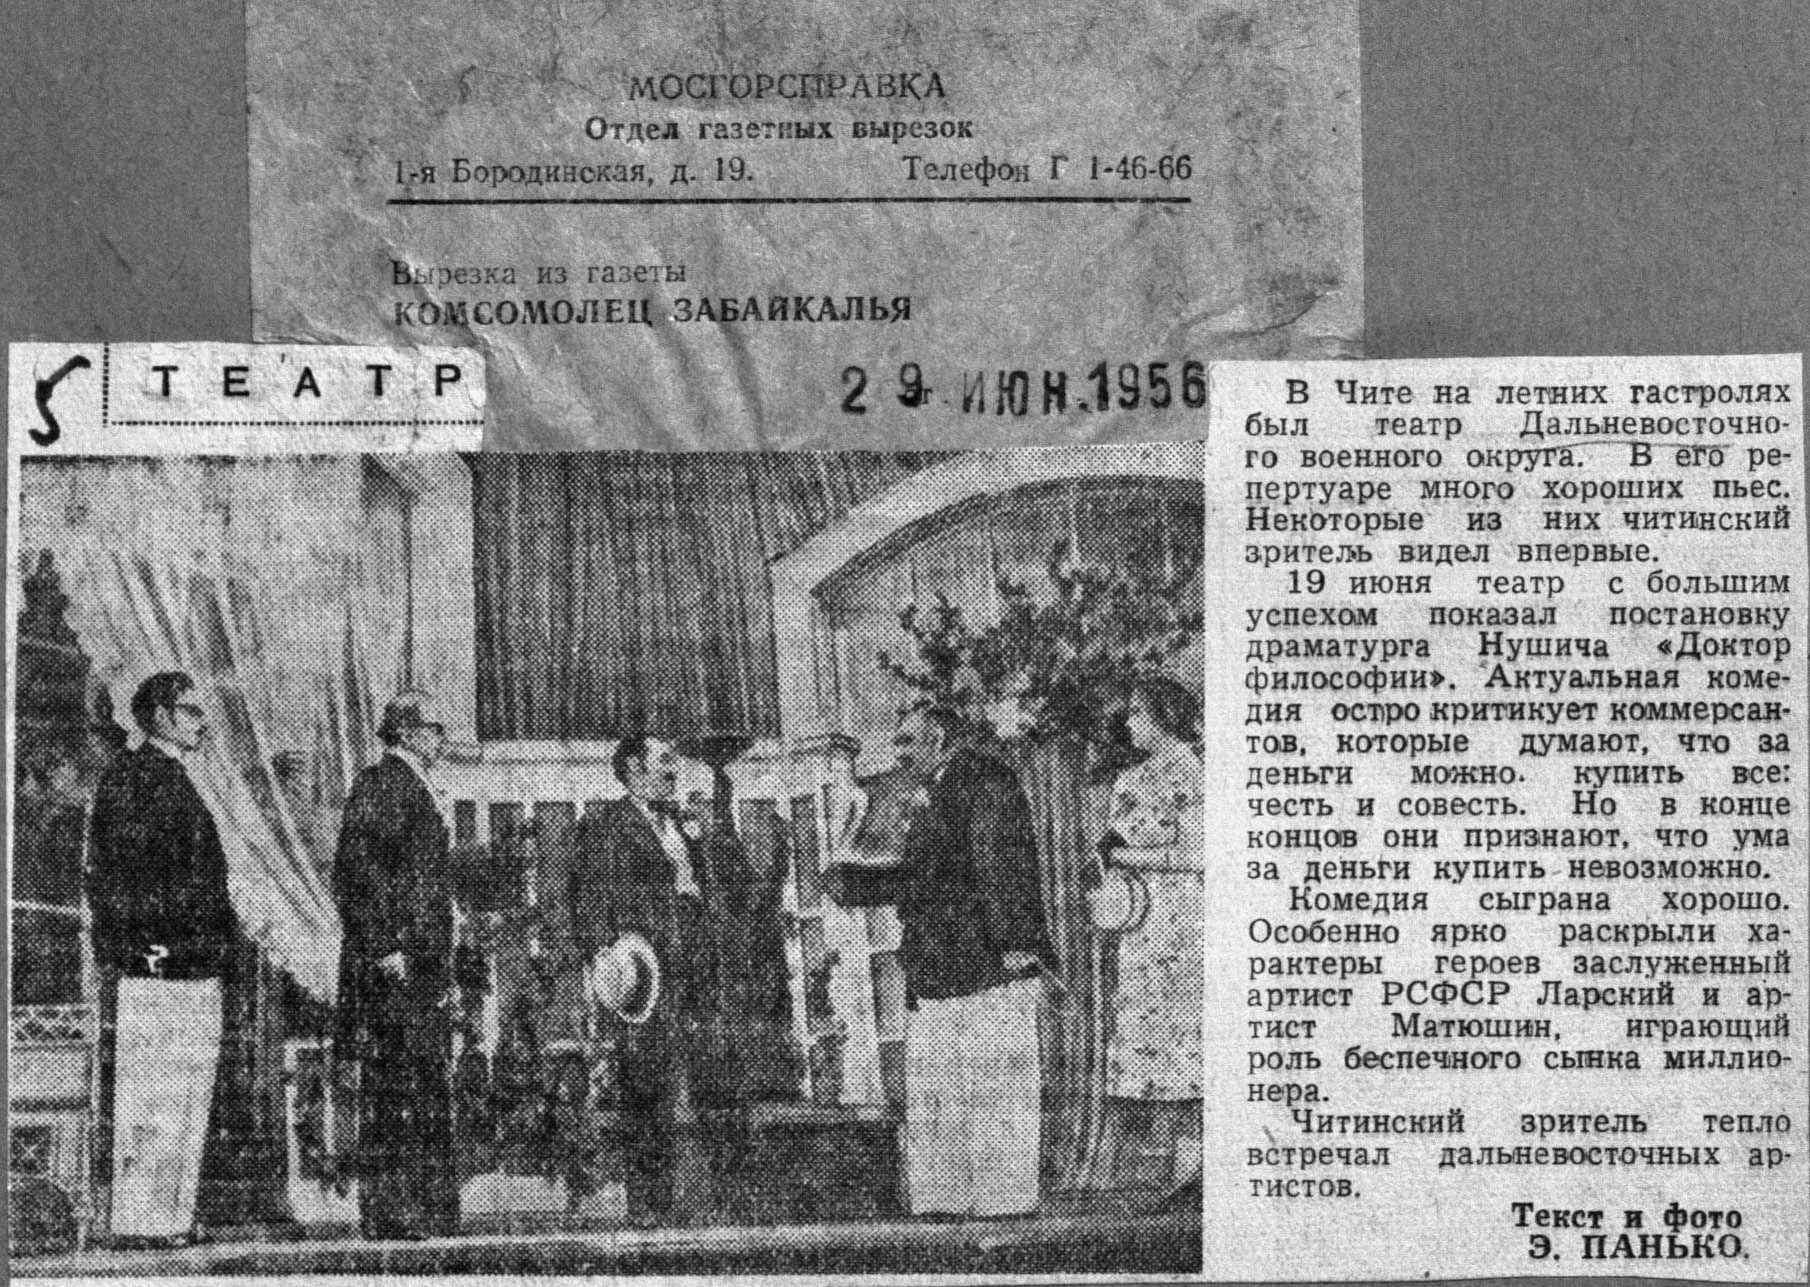 МОСГОРСПРАВКА
Отдел газетных вырезок
1-я Бородинская, д. 19. Телефон Г 1-46-66
Вырезка из газеты
КОМСОМОЛЕЦ ЗАБАЙКАЛЬЯ
29 ИЮН.1956
г.
5
ТЕАТР
В Чите на летних гастролях
был театр Дальневосточно-
го военного округа. В его ре-
пертуаре много хороших пьес.
Некоторые из них читинский
зритель видел впервые.
19 июня театр с большим
успехом показал постановку
драматурга Нушича «Доктор
философии». Актуальная коме-
дия остро критикует коммерсан-
тов, которые думают, что за
деньги можно. купить все:
честь и совесть. Но в конце
концов они признают, что ума
за деньги купить невозможно.
Комедия сыграна хорошо.
Особенно ярко раскрыли ха-
рактеры героев заслуженный
артист РСФСР Ларский и ар-
тист Матюшин, играющий
роль беспечного сынка миллио-
нера.
Читинский зритель тепло
встречал дальневосточных ар-
тистов.
Текст и фото
Э. ПАНЬКО.